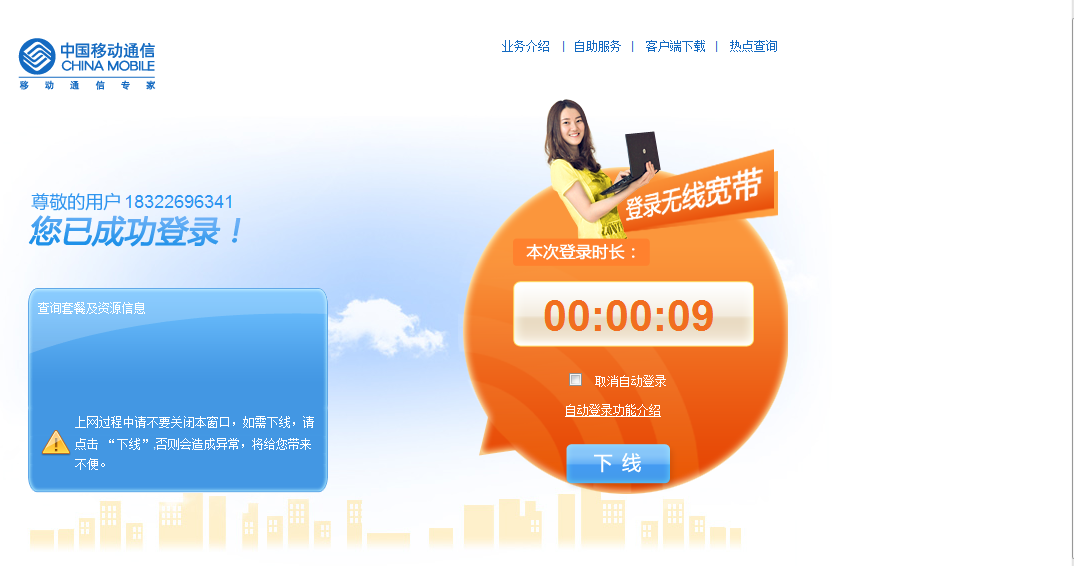 中国移动通信
CHINA MOBILE
移动通信专家
业务介绍 | 自助服务 | 客户端下载 | 热点查询
尊敬的用户 18322696341
您已成功登录！
登录无线宽带
本次登录时长：
00:00:09
取消自动登录
自动登录功能介绍
下 线
查询套餐及资源信息
上网过程中请不要关闭本窗口，如需下线，请
点击 “下线”,否则会造成异常，将给您带来
不便。